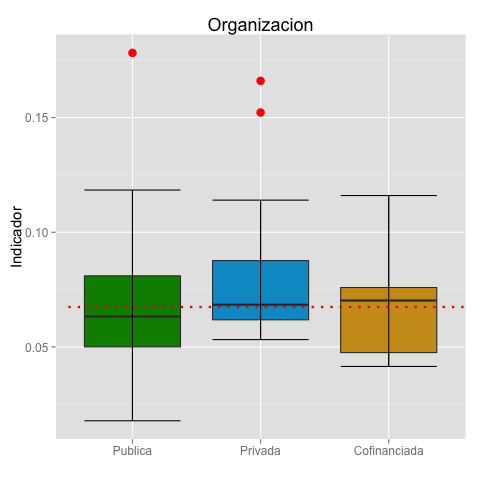 Organizacion
Indicador
0.15
0.10
0.05
Publica Privada Cofinanciada